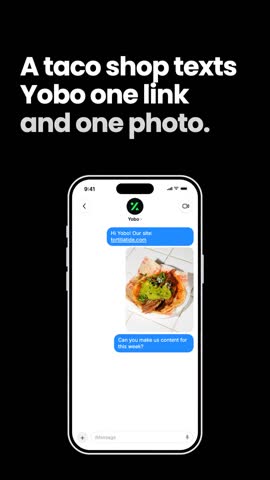 A taco shop texts
Yobo one link
and one photo.
9:41
Yobo
Hi Yobo! Our site:
tortillatide.com
Can you make us content for
this week?
iMessage